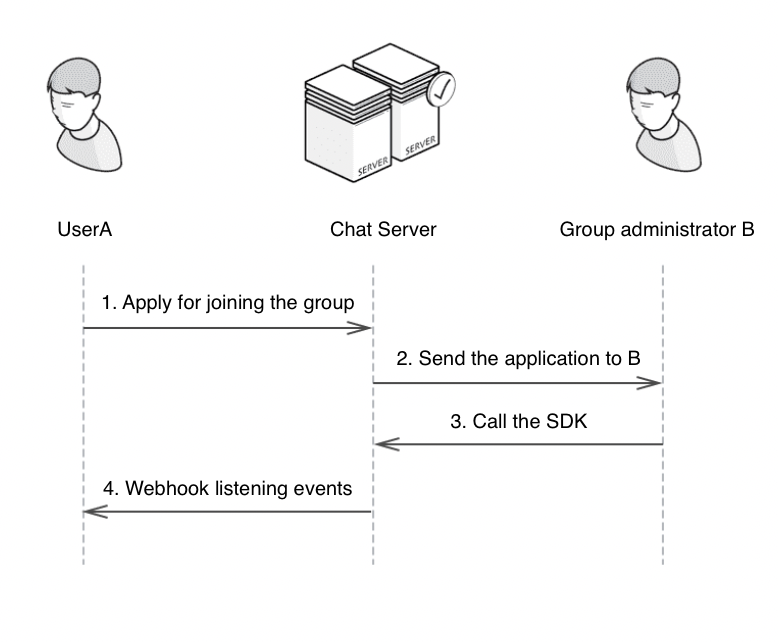 SERVER
SERVER
UserA
Chat Server
Group administrator B
1. Apply for joining the group
2. Send the application to B
3. Call the SDK
4. Webhook listening events